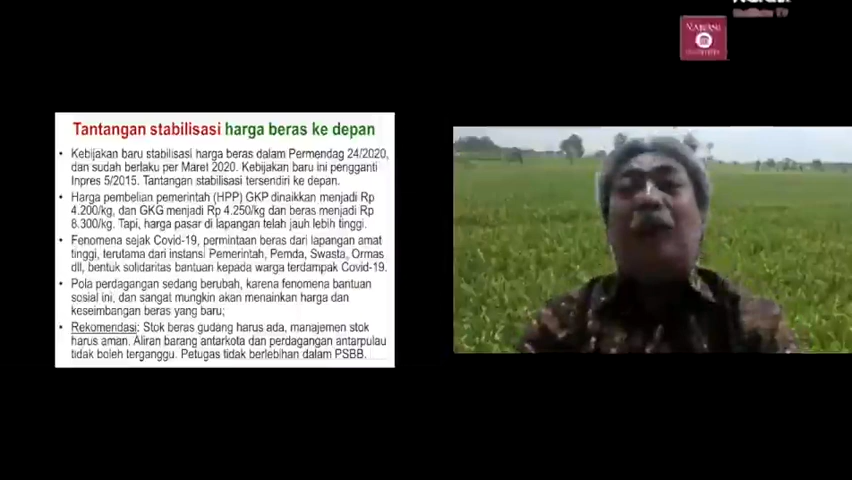 Tantangan stabilisasi harga beras ke depan
• Kebijakan baru stabilisasi harga beras dalam Permendag 24/2020,
dan sudah berlaku per Maret 2020. Kebijakan baru ini pengganti
Inpres 5/2015. Tantangan stabilisasi tersendiri ke depan.
• Harga pembelian pemerintah (HPP) GKP dinaikkan menjadi Rp
4.200/kg, dan GKG menjadi Rp 4.250/kg dan beras menjadi Rp
8.300/kg. Tapi, harga pasar di lapangan telah jauh lebih tinggi.
• Fenomena sejak Covid-19, permintaan beras dari lapangan amat
tinggi, terutama dari instansi Pemerintah, Pemda, Swasta, Ormas
dll, bentuk solidaritas bantuan kepada warga terdampak Covid-19.
• Pola perdagangan sedang berubah, karena fenomena bantuan
sosial ini, dan sangat mungkin akan menainkan harga dan
keseimbangan beras yang baru;
• Rekomendasi: Stok beras gudang harus ada, manajemen stok
harus aman. Aliran barang antarkota dan perdagangan antarpulau
tidak boleh terganggu. Petugas tidak berlebihan dalam PSBB.